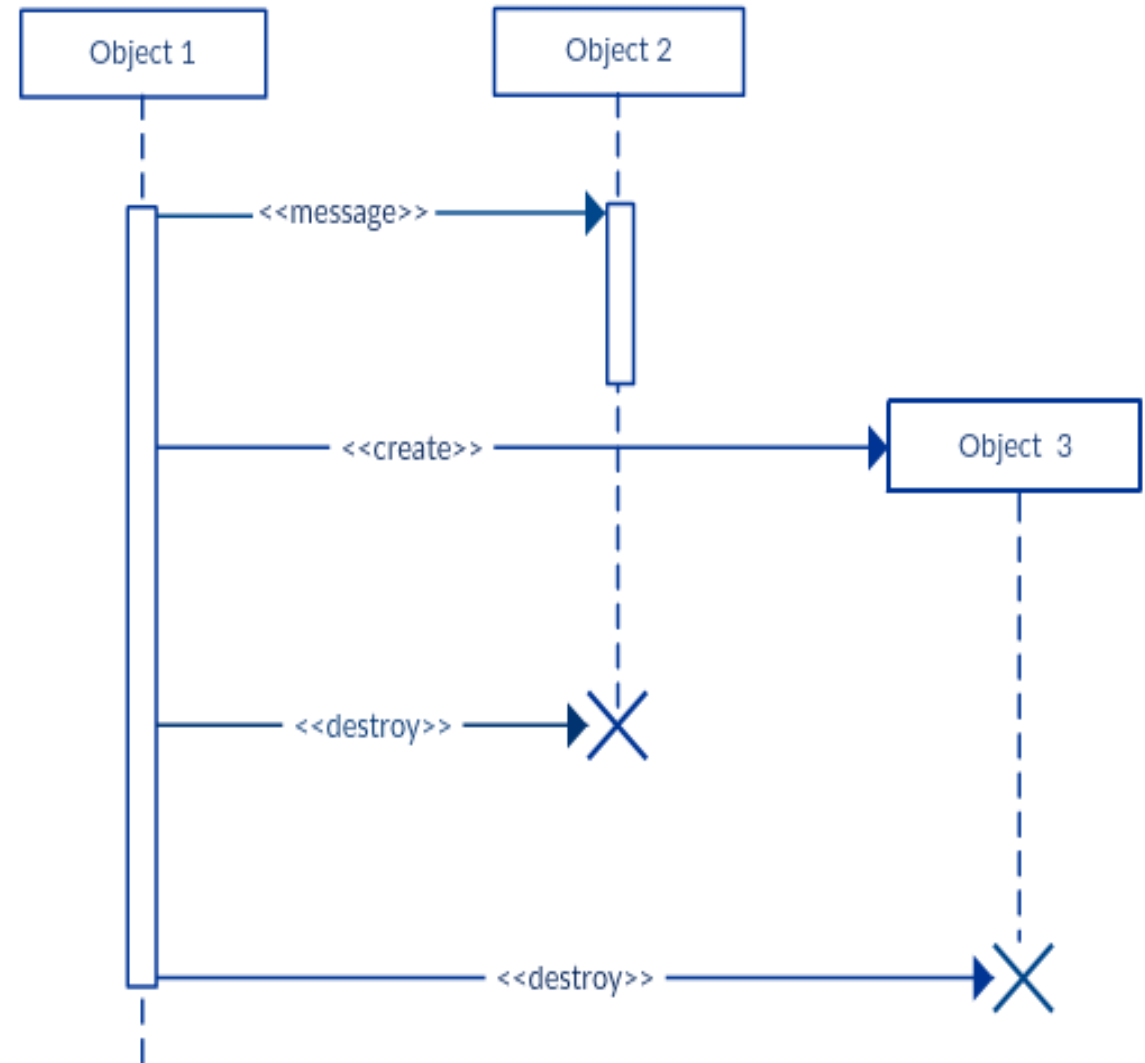 Object 1
Object 2
<<message>>
<<create>>
Object 3
<<destroy>>
<<destroy>>